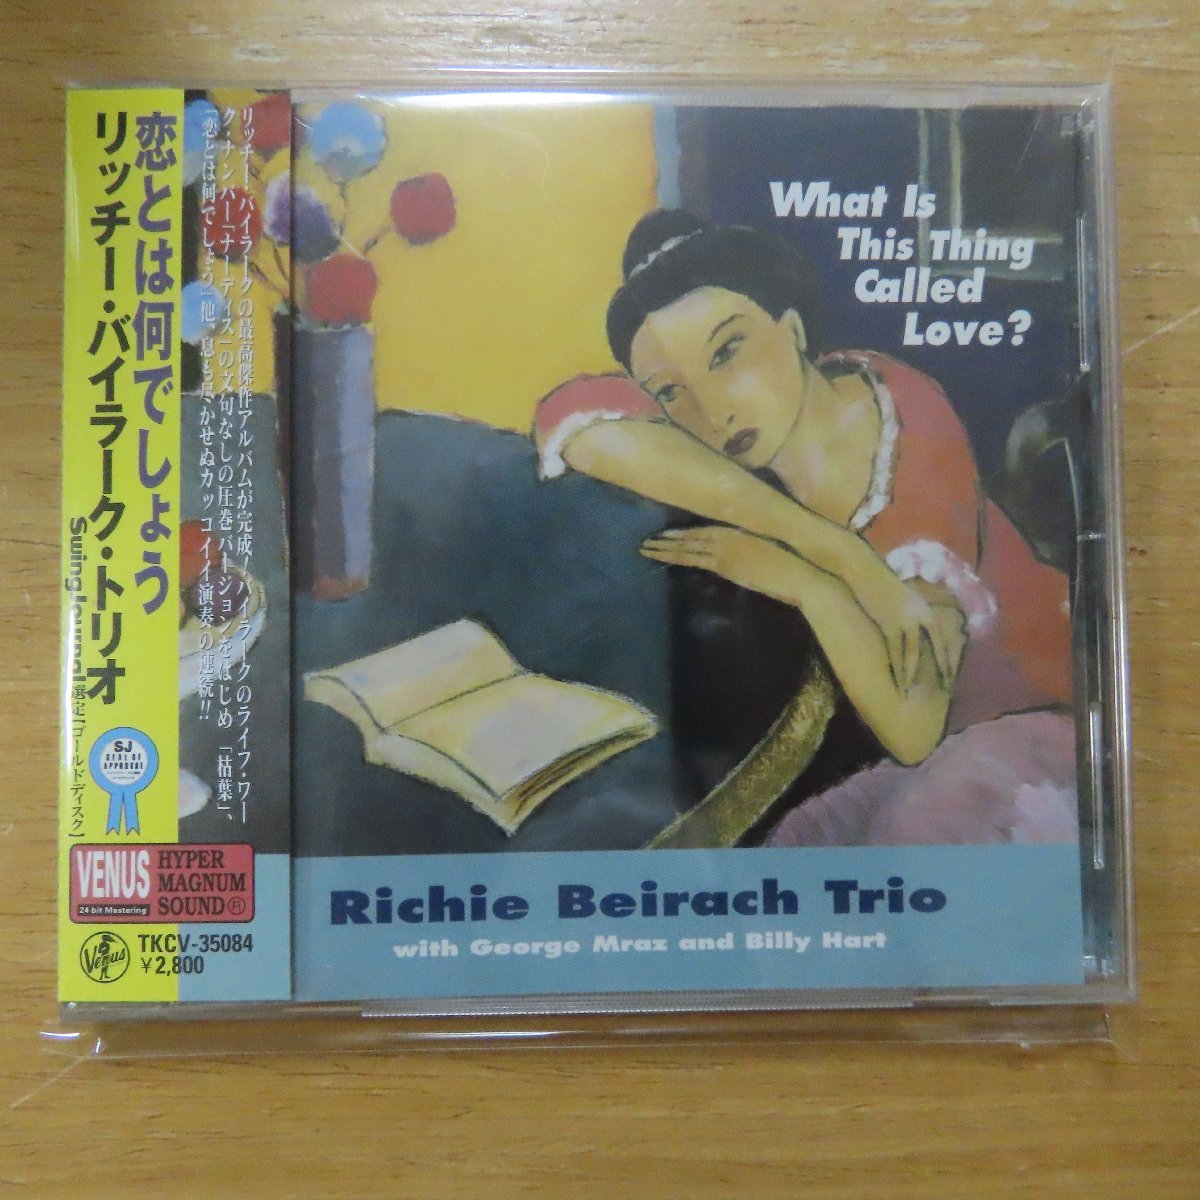 恋とは何でしょう
リッチー・バイラーク・トリオ
Swing Journal選定【ゴールドディスク】
SJ
SEAL OF
APPROVAL
リッチー・バイラークの最高傑作アルバムが完成！バイラークのライフ・ワー
ク・ナンバー「ナーディス」の文句なしの圧巻バージョンをはじめ「枯葉」、
「恋とは何でしょう」他、息も尽かせぬカッコイイ演奏の連続!!
VENUS
24 bit Mastering
HYPER
MAGNUM
SOUND®
Venus
TKCV-35084
¥2,800
What Is
This Thing
Called
Love?
Richie Beirach Trio
with George Mraz and Billy Hart